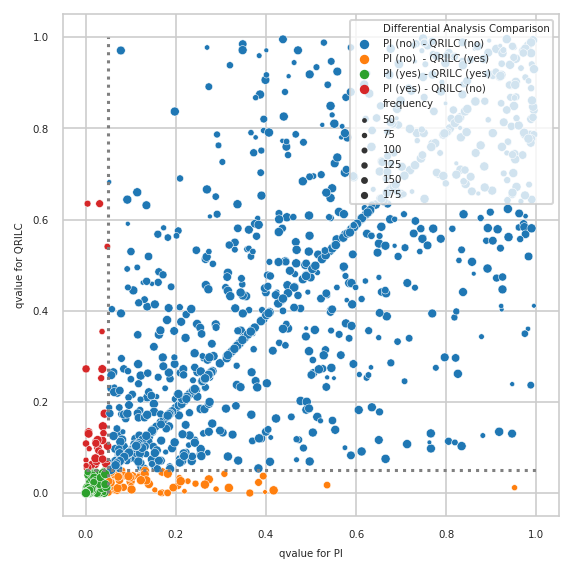 Differential Analysis Comparison
PI (no)  - QRILC (no)
PI (no)  - QRILC (yes)
PI (yes) - QRILC (yes)
PI (yes) - QRILC (no)
frequency
50
75
100
125
150
175
1.0
0.8
0.6
0.4
0.2
0.0
qvalue for QRILC
0.0 0.2 0.4 0.6 0.8 1.0
qvalue for PI